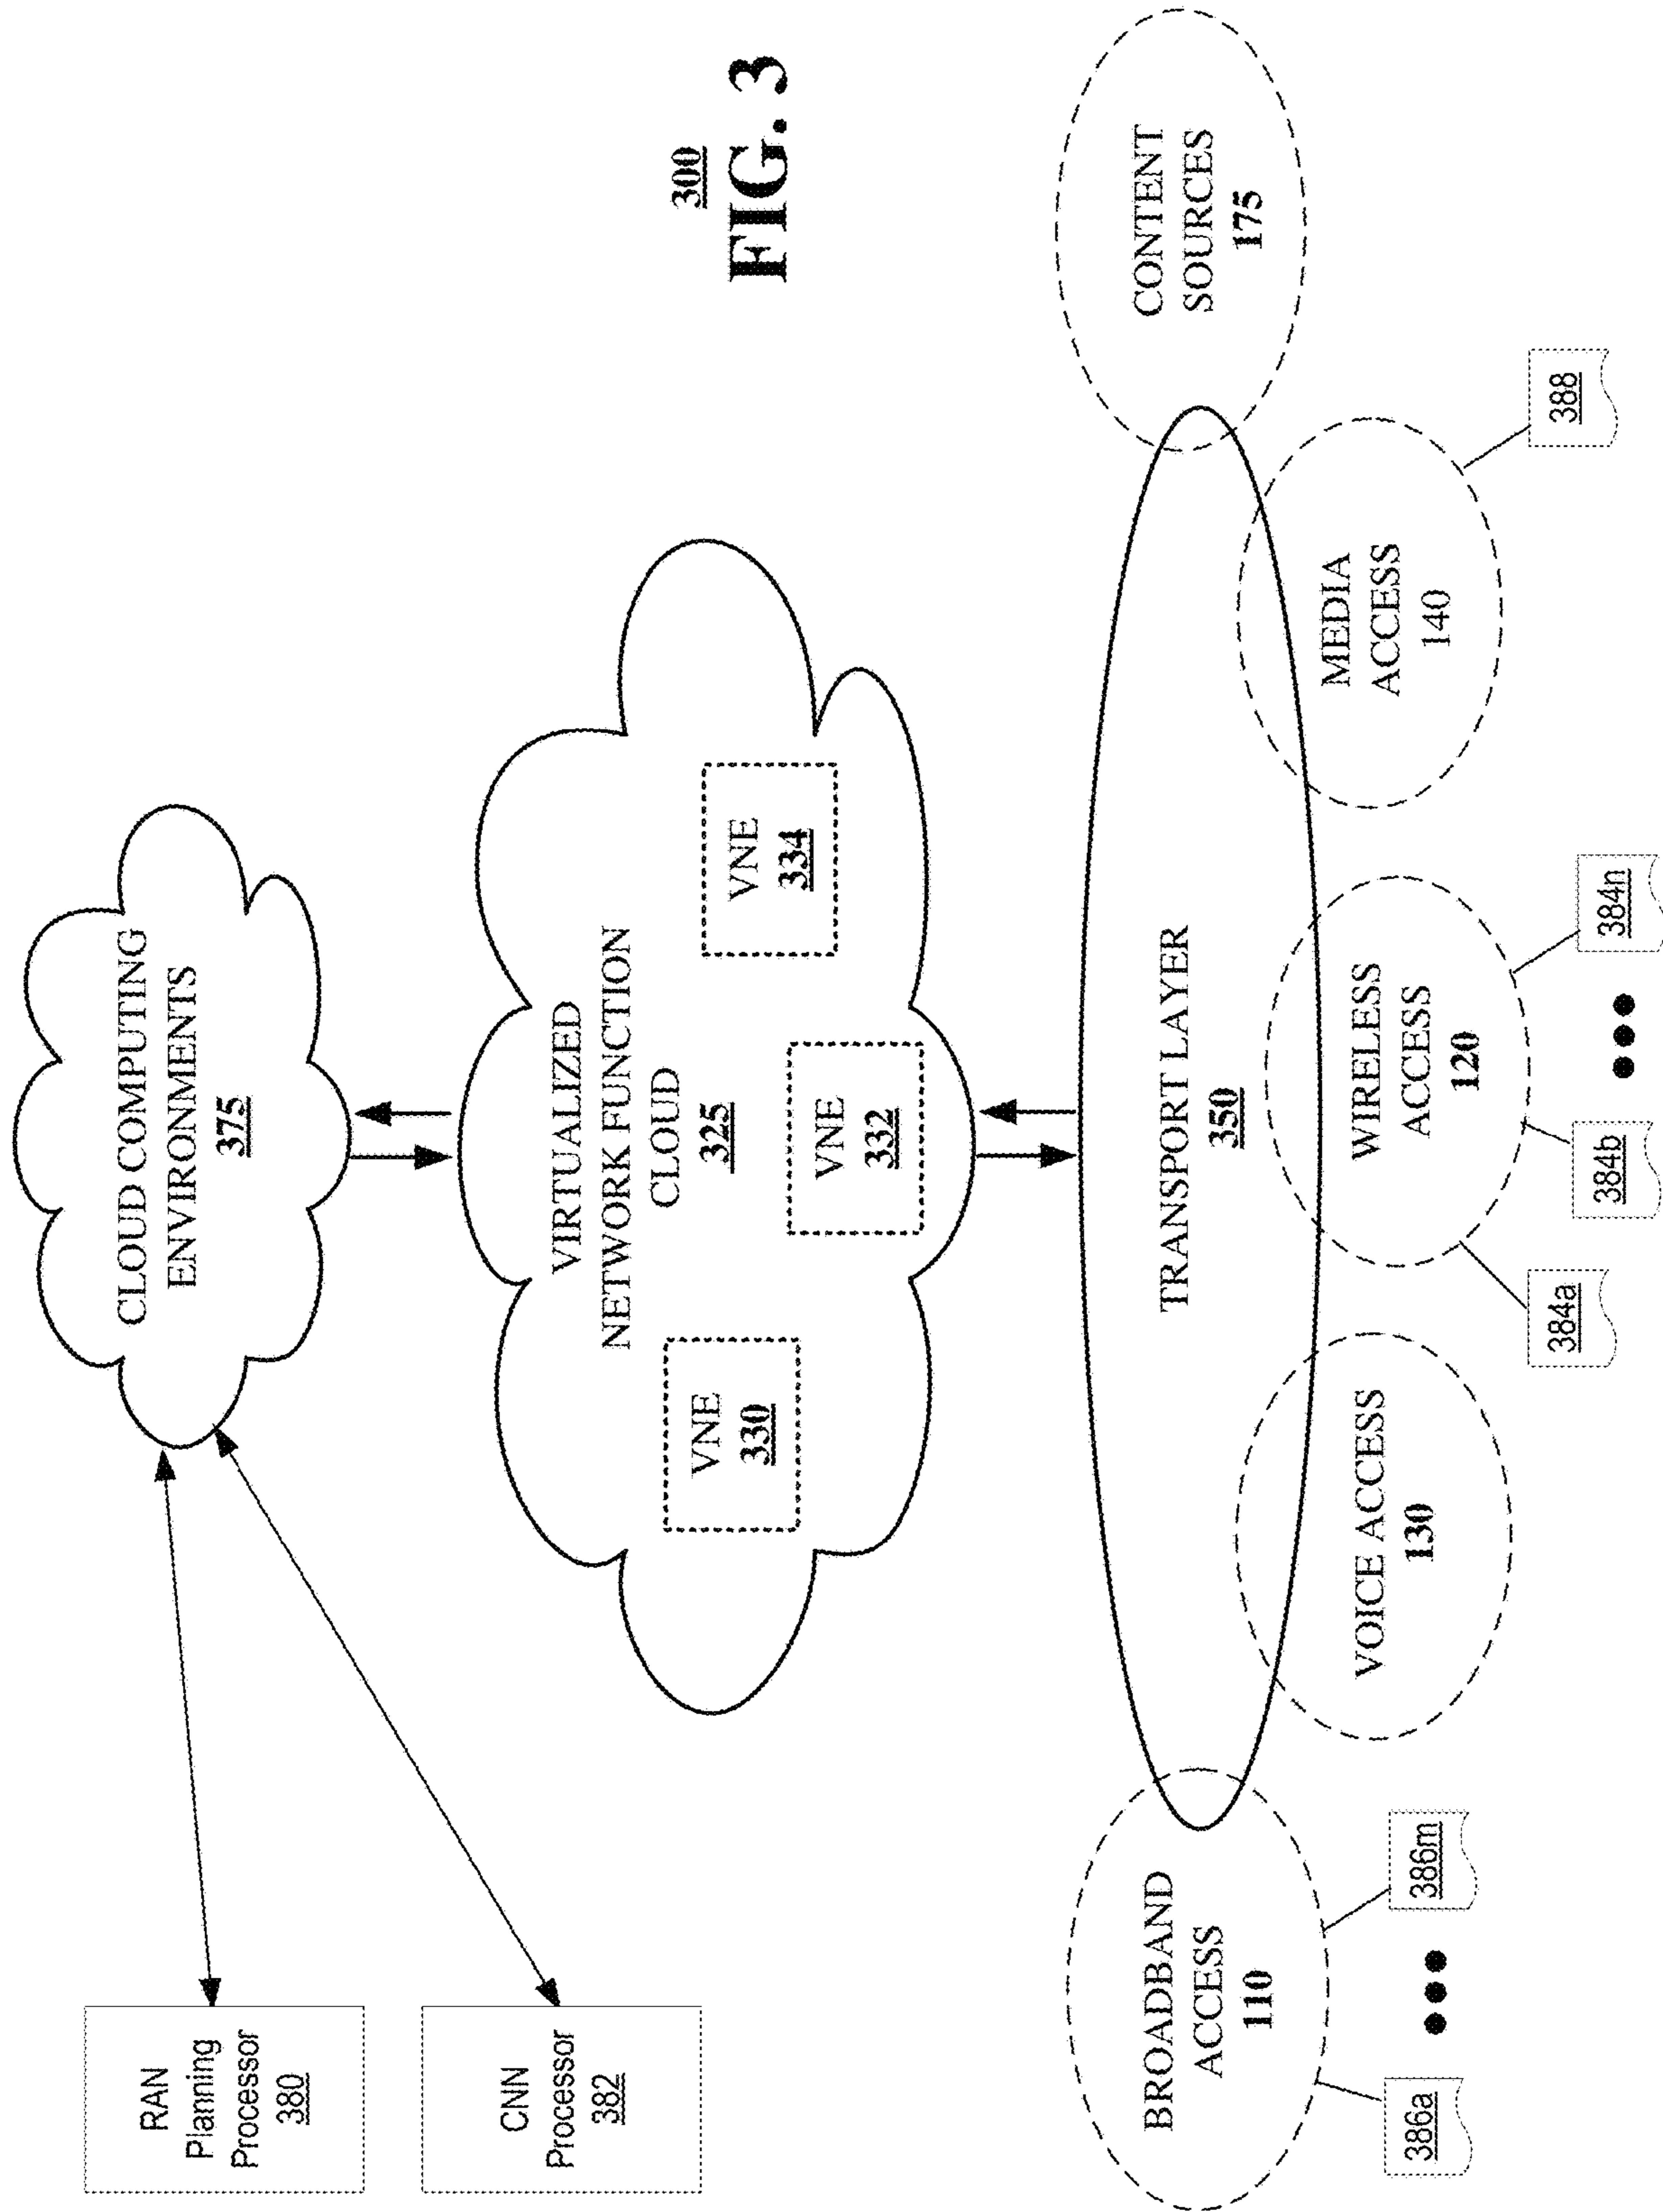 RAN
Planning
Processor
380
CNN
Processor
382
CLOUD COMPUTING
ENVIRONMENTS
375
VIRTUALIZED
NETWORK FUNCTION
CLOUD
325
VNE
330
VNE
332
VNE
334
300
FIG. 3
TRANSPORT LAYER
350
BROADBAND
ACCESS
110
VOICE ACCESS
130
WIRELESS
ACCESS
120
MEDIA
ACCESS
140
CONTENT
SOURCES
175
386a
386m
384a
384b
384n
388